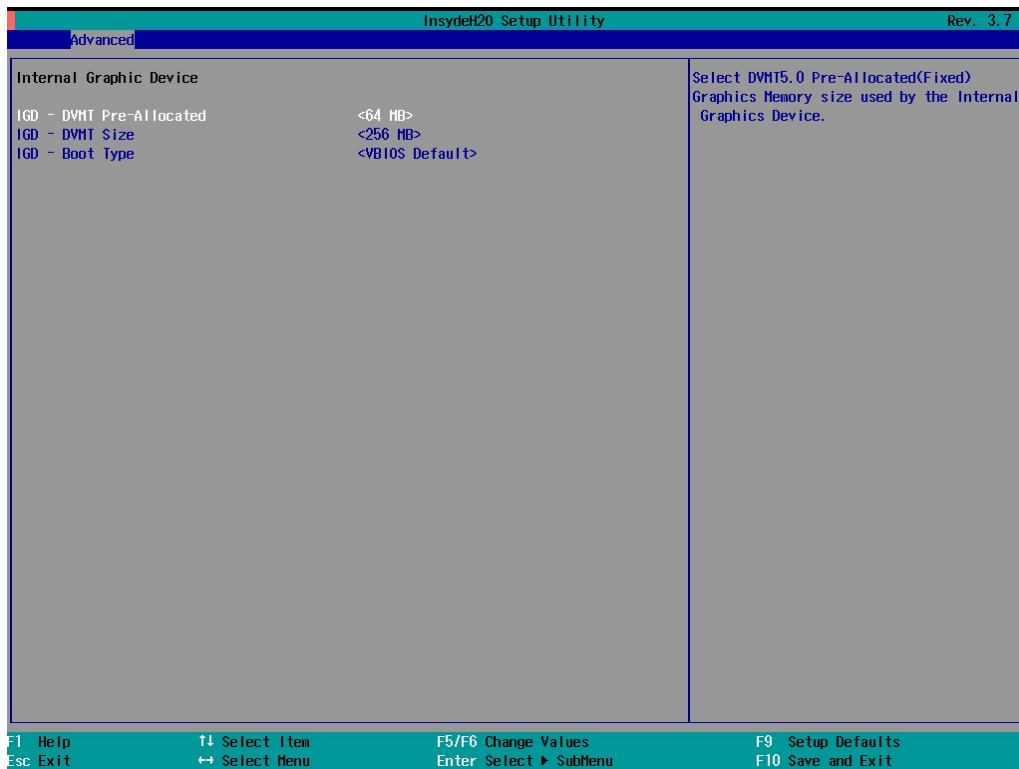 InsydeH20 Setup Utility Rev. 3.7
Advanced
Internal Graphic Device
IGD - DVMT Pre-Allocated <64 MB>
IGD - DVMT Size <256 MB>
IGD - Boot Type <VBIOS Default>
Select DVMT5.0 Pre-Allocated(Fixed)
Graphics Memory size used by the Internal
Graphics Device.
F1 Help ↑↓ Select Item F5/F6 Change Values F9 Setup Defaults
Esc Exit ↔ Select Menu Enter Select ▶ SubMenu F10 Save and Exit